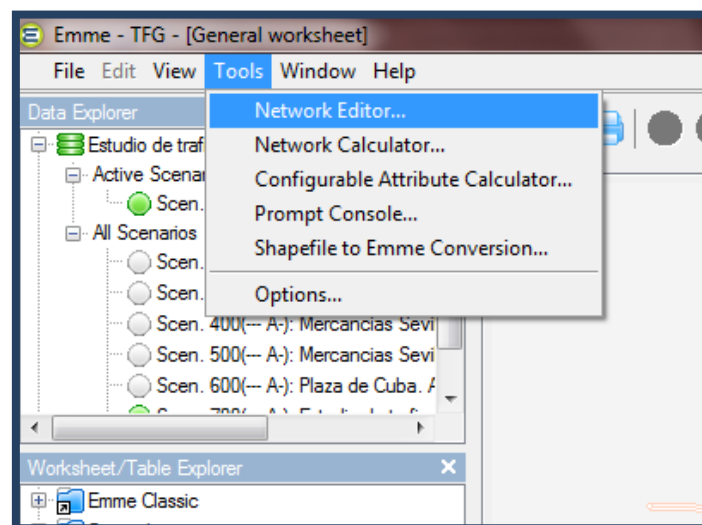 Emme - TFG - [General worksheet]
File Edit View Tools Window Help
Data Explorer
Network Editor...
Estudio de traf
Network Calculator...
Active Scenar
Configurable Attribute Calculator...
Scen.
Prompt Console...
All Scenarios
Shapefile to Emme Conversion...
Scen.
Scen.
Options...
Scen. 400(--- A-): Mercancias Sevi
Scen. 500(--- A-): Mercancias Sevi
Scen. 600(--- A-): Plaza de Cuba. A
Worksheet/Table Explorer
Emme Classic